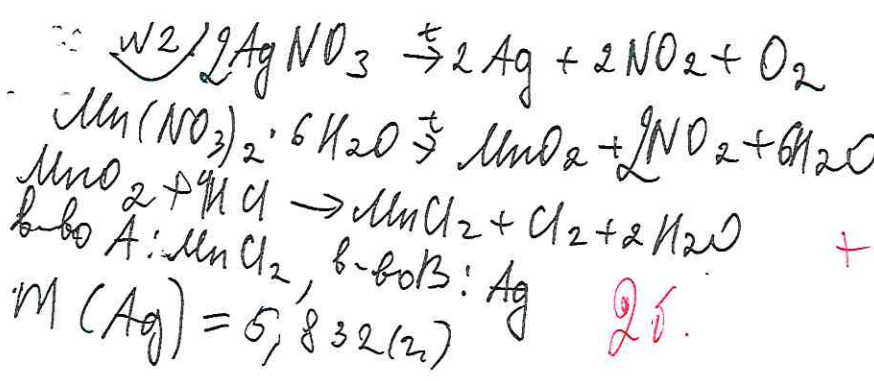 №2) 2AgNO₃ →ᵗ 2Ag + 2NO₂ + O₂
Mn(NO₃)₂ · 6H₂O →ᵗ MnO₂ + 2NO₂ + 6H₂O
MnO₂ + 4HCl → MnCl₂ + Cl₂ + 2H₂O
в-во А: MnCl₂, в-во B: Ag
m(Ag) = 5,832 (г)
+
2б.